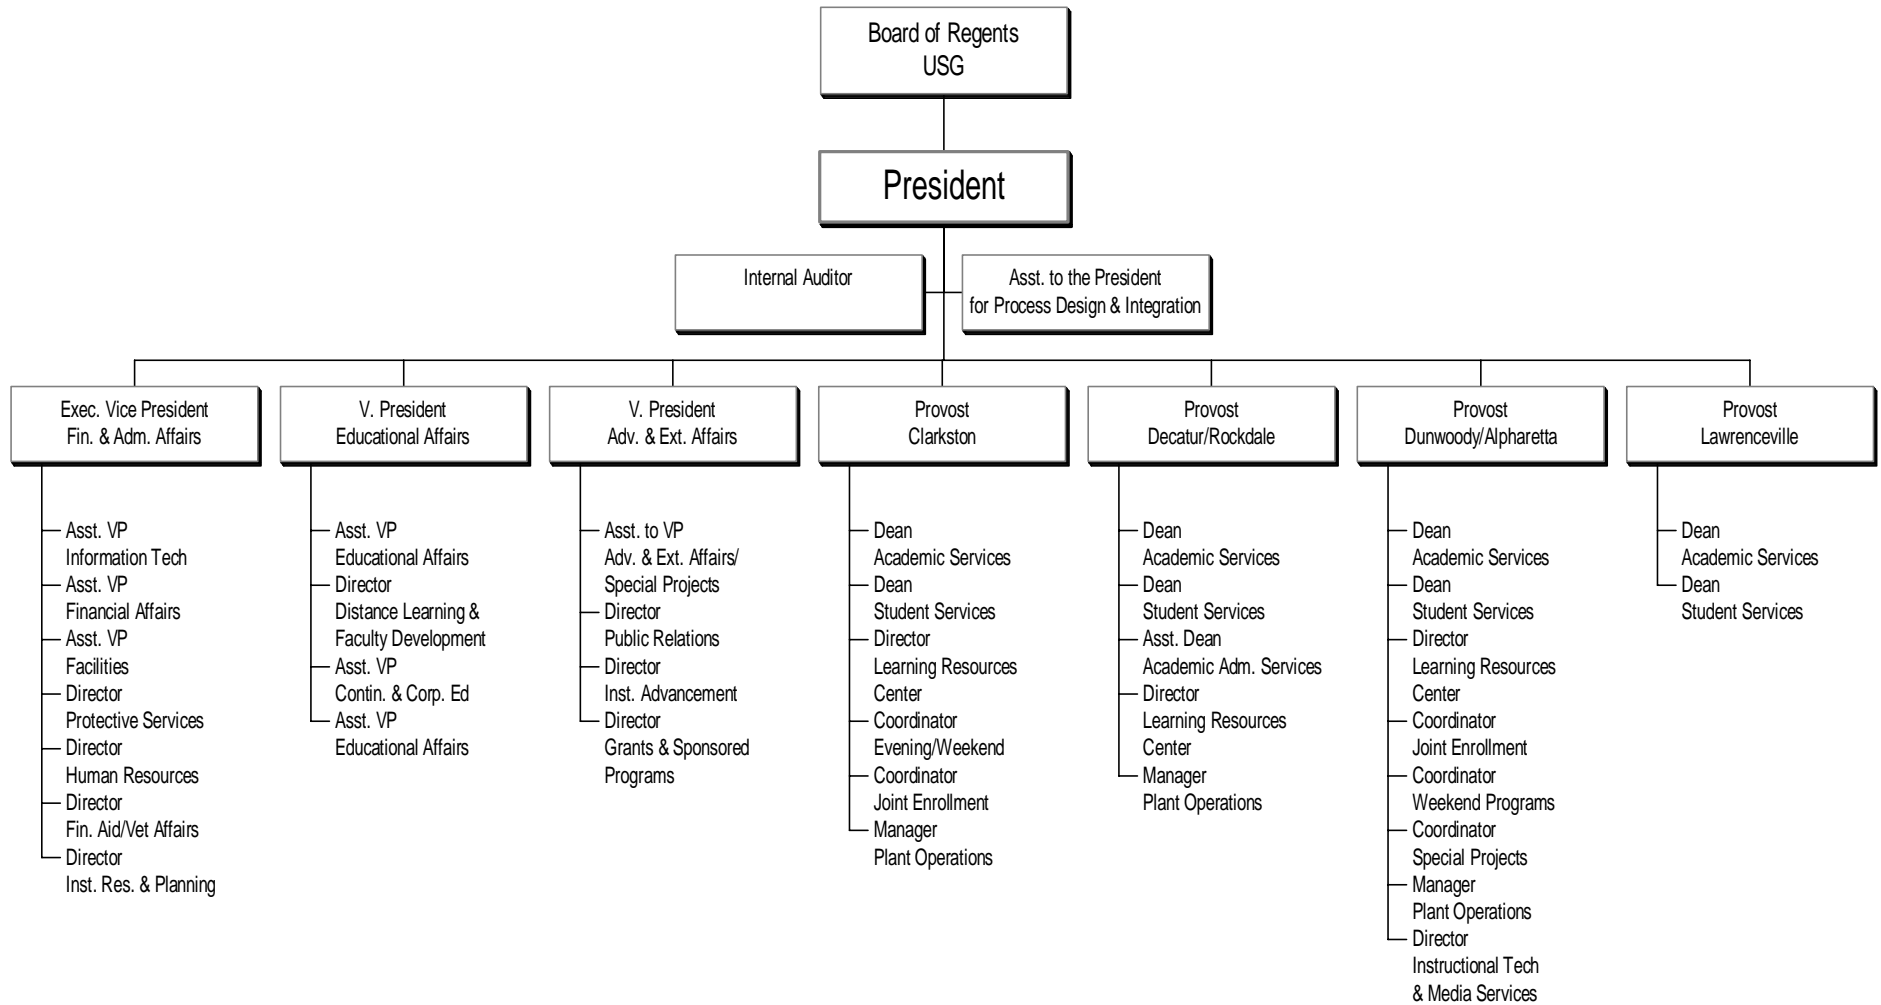 Board of Regents
USG
President
Internal Auditor
Asst. to the President
for Process Design & Integration
Exec. Vice President
Fin. & Adm. Affairs
V. President
Educational Affairs
V. President
Adv. & Ext. Affairs
Provost
Clarkston
Provost
Decatur/Rockdale
Provost
Dunwoody/Alpharetta
Provost
Lawrenceville
Asst. VP
Information Tech
Asst. VP
Financial Affairs
Asst. VP
Facilities
Director
Protective Services
Director
Human Resources
Director
Fin. Aid/Vet Affairs
Director
Inst. Res. & Planning
Asst. VP
Educational Affairs
Director
Distance Learning &
Faculty Development
Asst. VP
Contin. & Corp. Ed
Asst. VP
Educational Affairs
Asst. to VP
Adv. & Ext. Affairs/
Special Projects
Director
Public Relations
Director
Inst. Advancement
Director
Grants & Sponsored
Programs
Dean
Academic Services
Dean
Student Services
Director
Learning Resources
Center
Coordinator
Evening/Weekend
Coordinator
Joint Enrollment
Manager
Plant Operations
Dean
Academic Services
Dean
Student Services
Asst. Dean
Academic Adm. Services
Director
Learning Resources
Center
Manager
Plant Operations
Dean
Academic Services
Dean
Student Services
Director
Learning Resources
Center
Coordinator
Joint Enrollment
Coordinator
Weekend Programs
Coordinator
Special Projects
Manager
Plant Operations
Director
Instructional Tech
& Media Services
Dean
Academic Services
Dean
Student Services